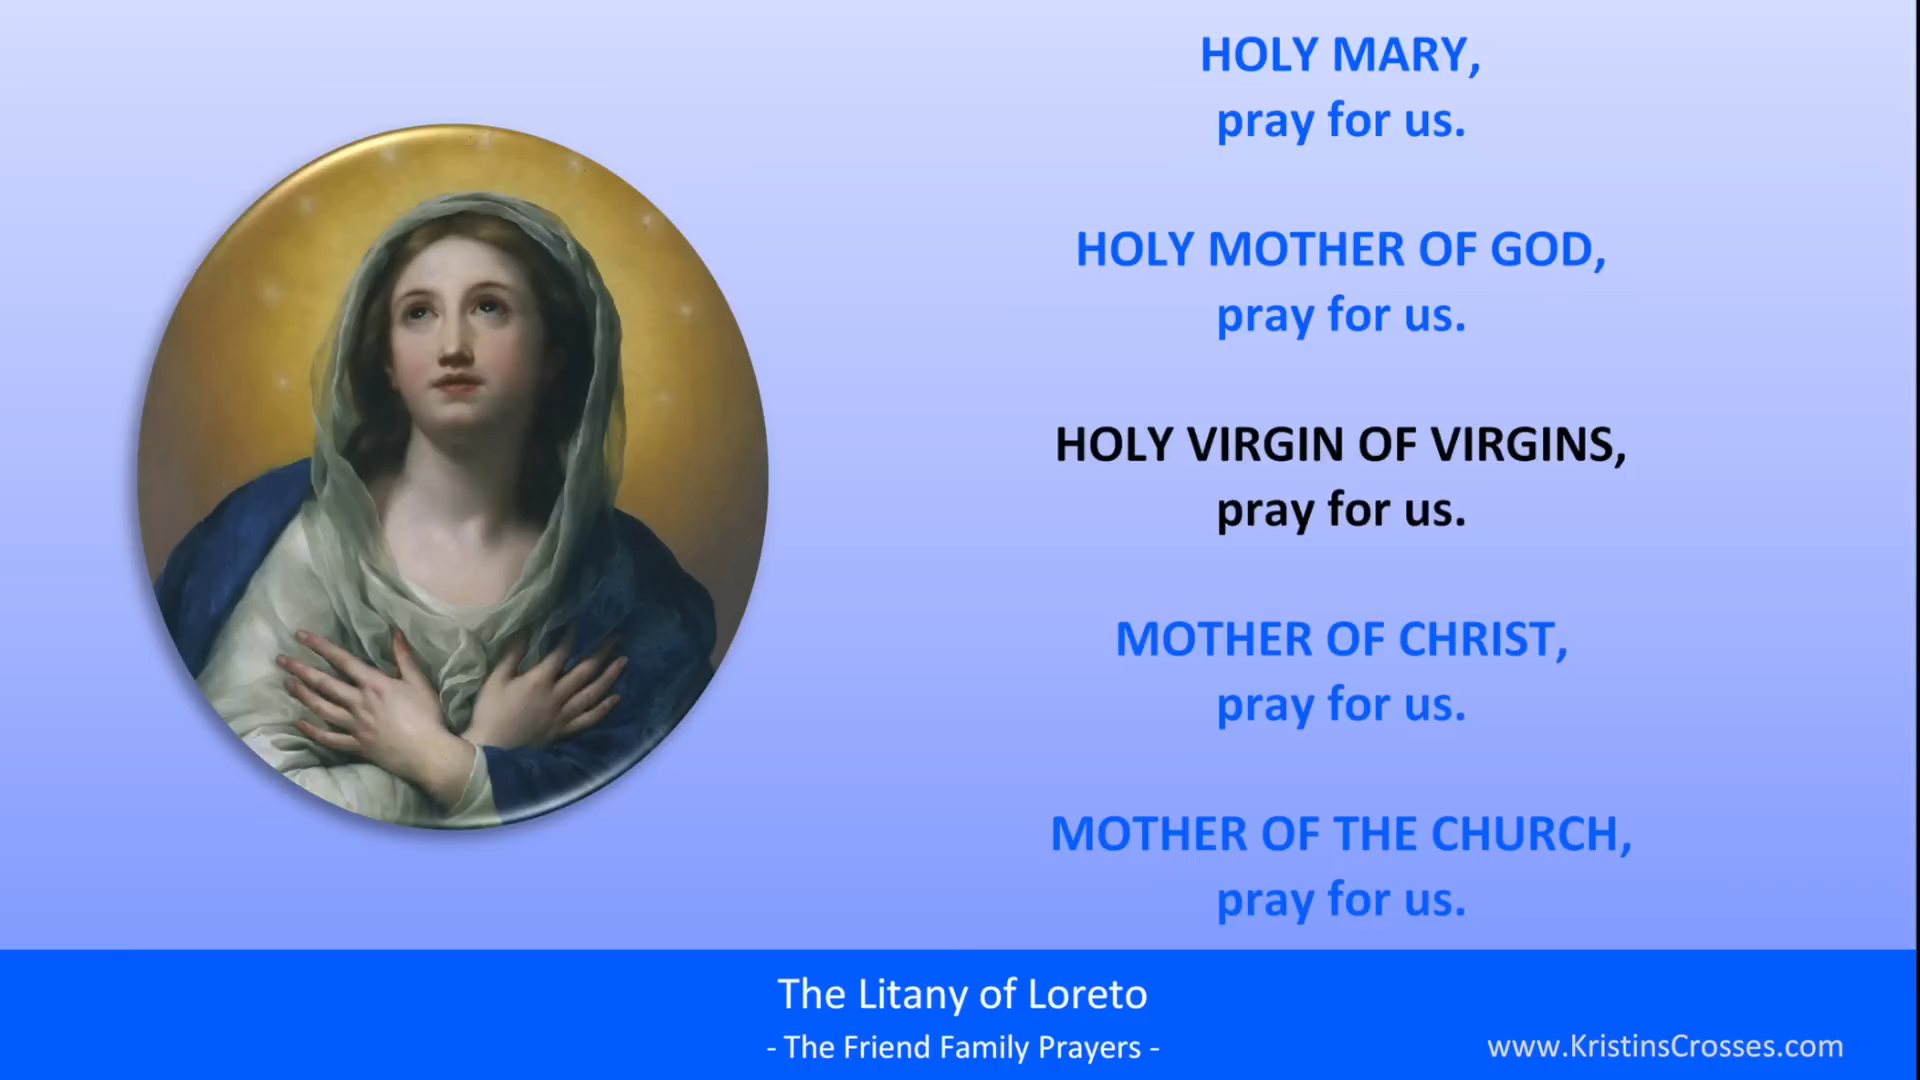 HOLY MARY,
pray for us.
HOLY MOTHER OF GOD,
pray for us.
HOLY VIRGIN OF VIRGINS,
pray for us.
MOTHER OF CHRIST,
pray for us.
MOTHER OF THE CHURCH,
pray for us.
The Litany of Loreto
- The Friend Family Prayers -
www.KristinsCrosses.com